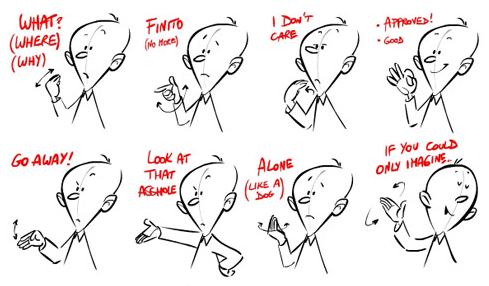 WHAT?
(WHERE)
(WHY)
FINITO
(NO MORE)
I DON'T
CARE
• APPROVED!
• GOOD
GO AWAY!
LOOK AT
THAT
ASSHOLE
ALONE
(LIKE A)
DOG
IF YOU COULD
ONLY IMAGINE..